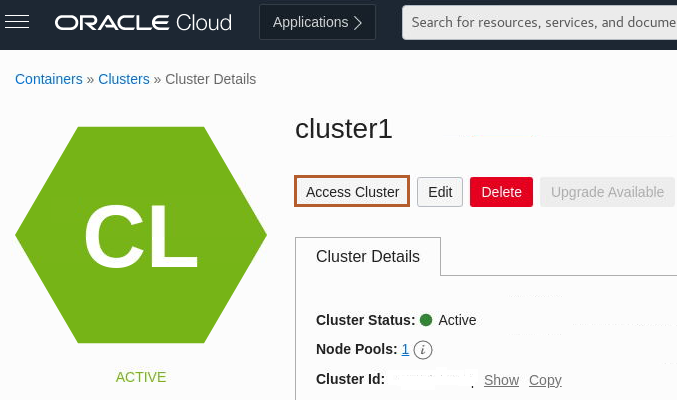 ORACLE Cloud Applications Search for resources, services, and docume
Containers » Clusters » Cluster Details
cluster1
Access Cluster Edit Delete Upgrade Available
CL
ACTIVE
Cluster Details
Cluster Status: Active
Node Pools: 1 i
Cluster Id: Show Copy